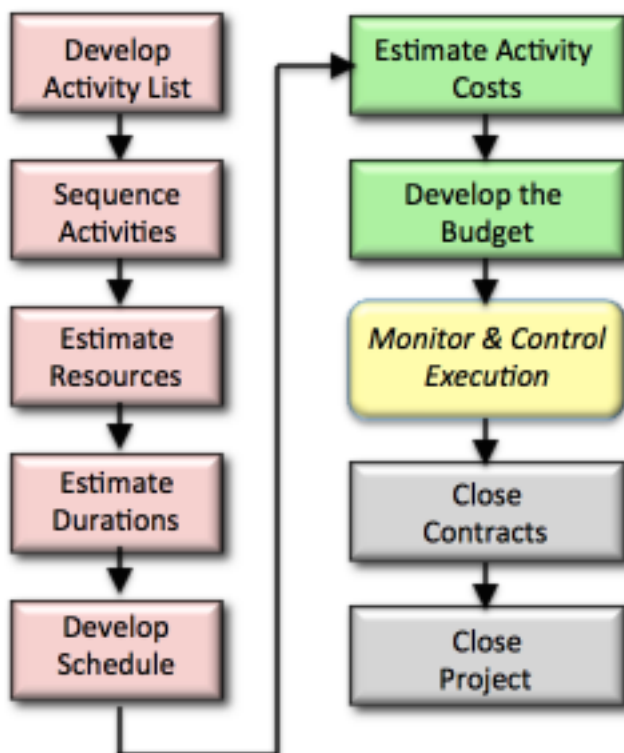 Develop
Activity List
Sequence
Activities
Estimate
Resources
Estimate
Durations
Develop
Schedule
Estimate Activity
Costs
Develop the
Budget
Monitor & Control
Execution
Close
Contracts
Close
Project